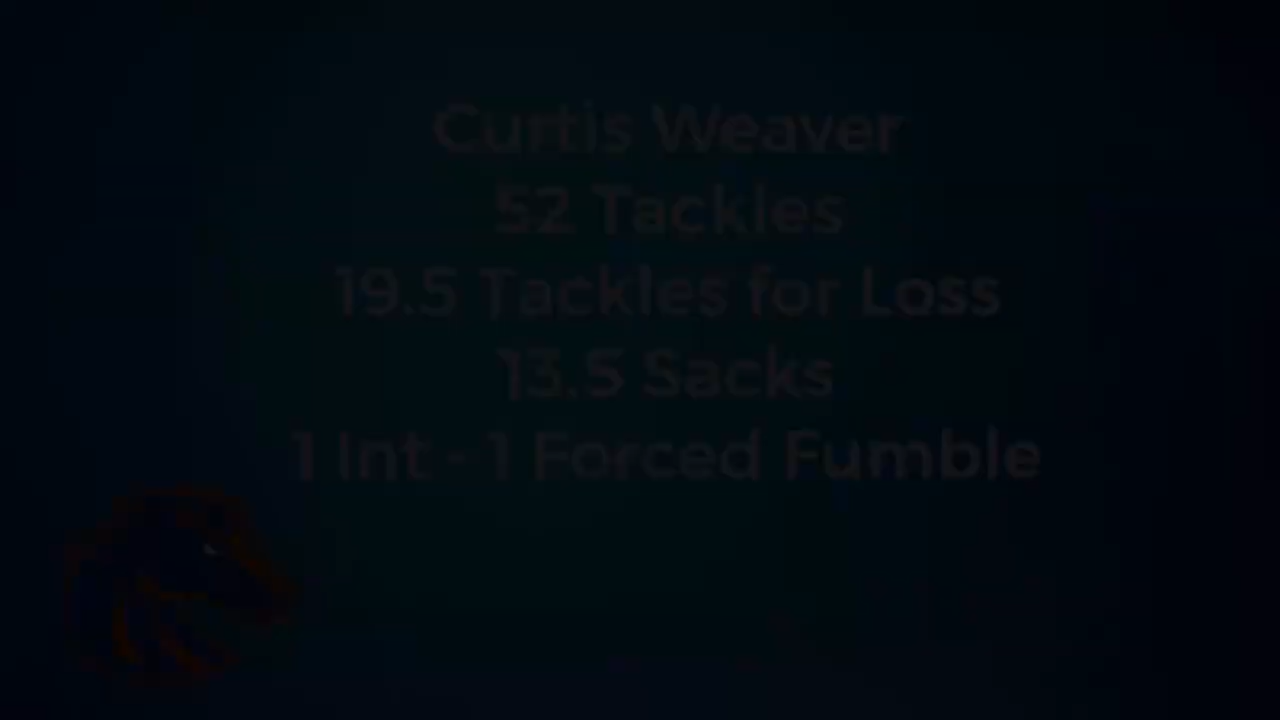 Curtis Weaver
52 Tackles
19.5 Tackles for Loss
13.5 Sacks
1 Int - 1 Forced Fumble